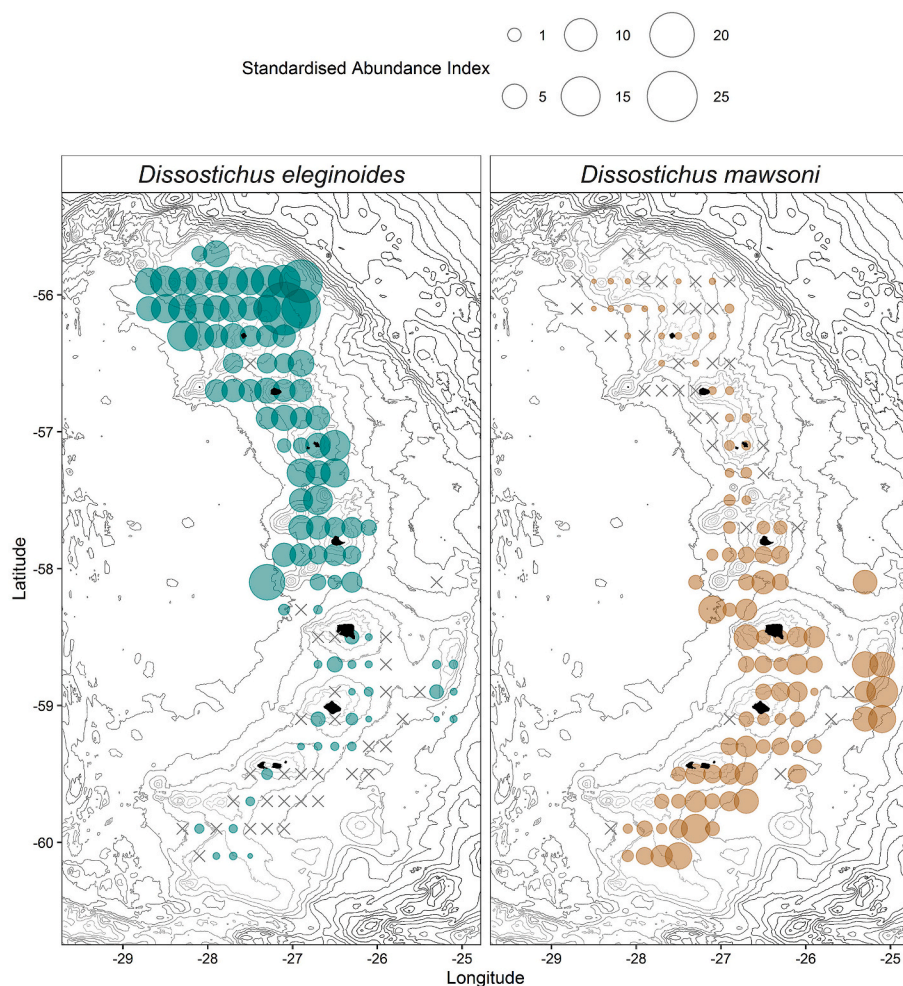 1 10 20
Standardised Abundance Index
5 15 25
Dissostichus eleginoides Dissostichus mawsoni
-56
-57
Latitude
-58
-59
-60
-29 -28 -27 -26 -25 -29 -28 -27 -26 -25
Longitude